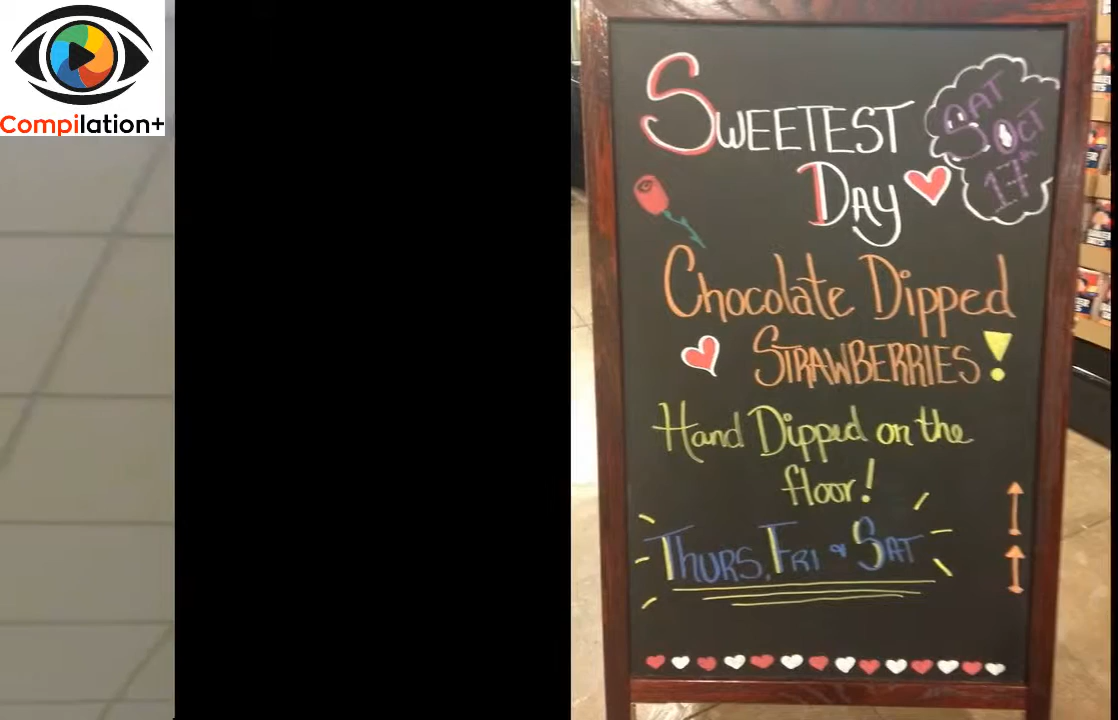 Compilation+
SWEETEST
DAY
SAT
OCT
17th
Chocolate Dipped
STRAWBERRIES!
Hand Dipped on the
floor!
THURS, FRI & SAT